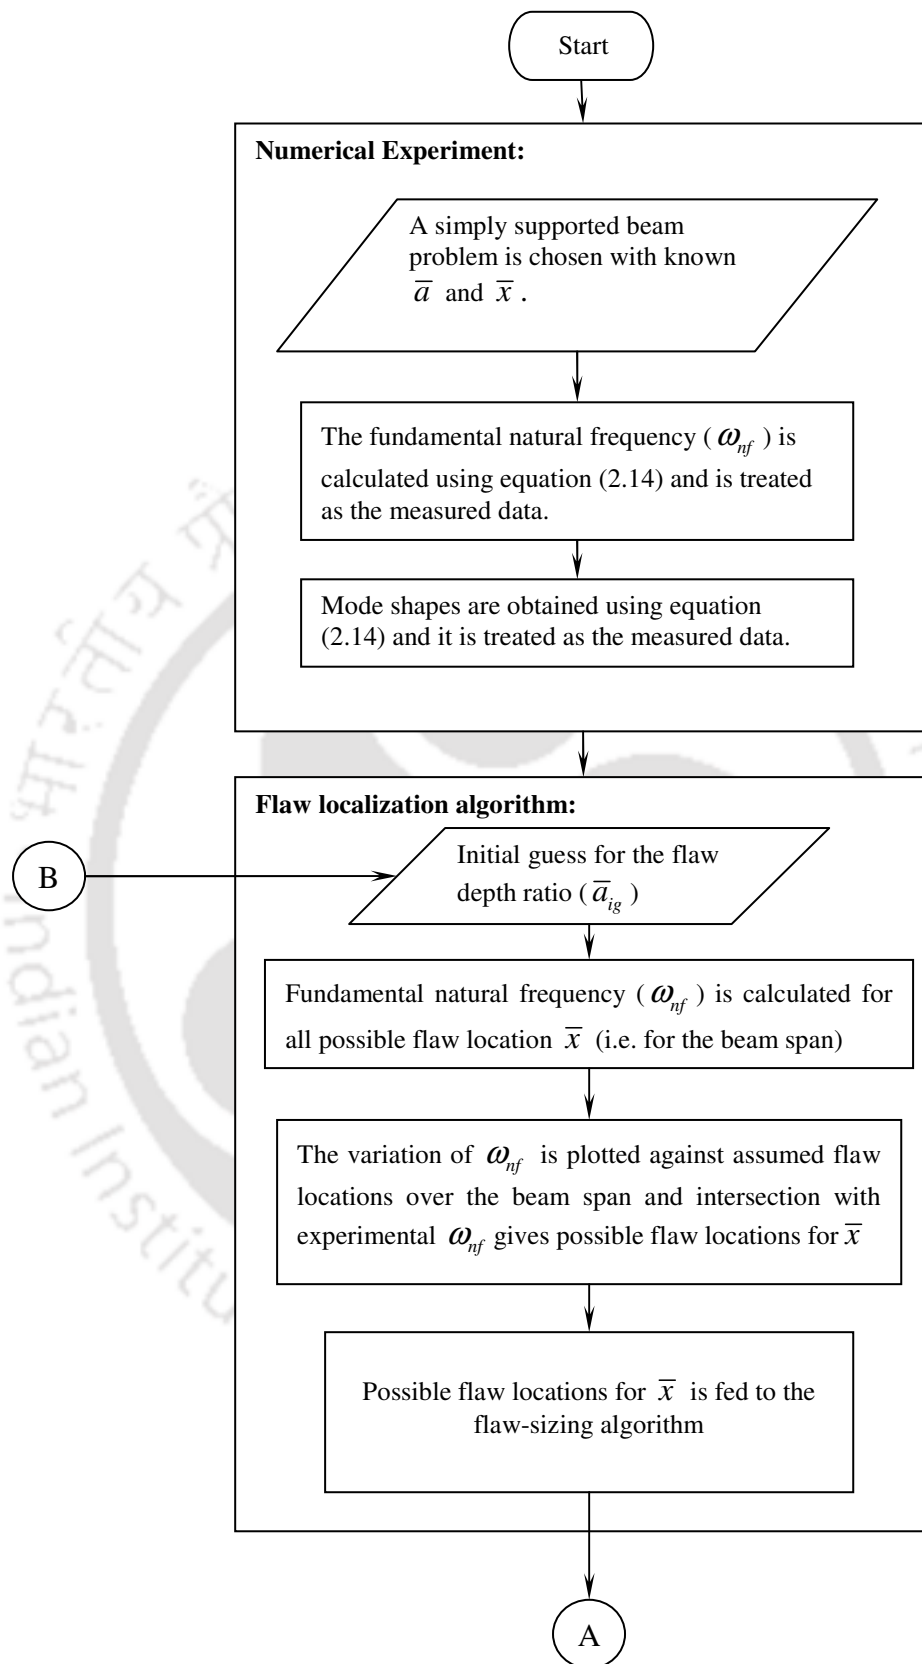 Start
Numerical Experiment:
A simply supported beam
problem is chosen with known
a̅ and x̅ .
The fundamental natural frequency ( ω_nf ) is
calculated using equation (2.14) and is treated
as the measured data.
Mode shapes are obtained using equation
(2.14) and it is treated as the measured data.
Flaw localization algorithm:
B
Initial guess for the flaw
depth ratio ( a̅_ig )
Fundamental natural frequency ( ω_nf ) is calculated for
all possible flaw location x̅ (i.e. for the beam span)
The variation of ω_nf is plotted against assumed flaw
locations over the beam span and intersection with
experimental ω_nf gives possible flaw locations for x̅
Possible flaw locations for x̅ is fed to the
flaw-sizing algorithm
A
भारतीय
Indian Institu